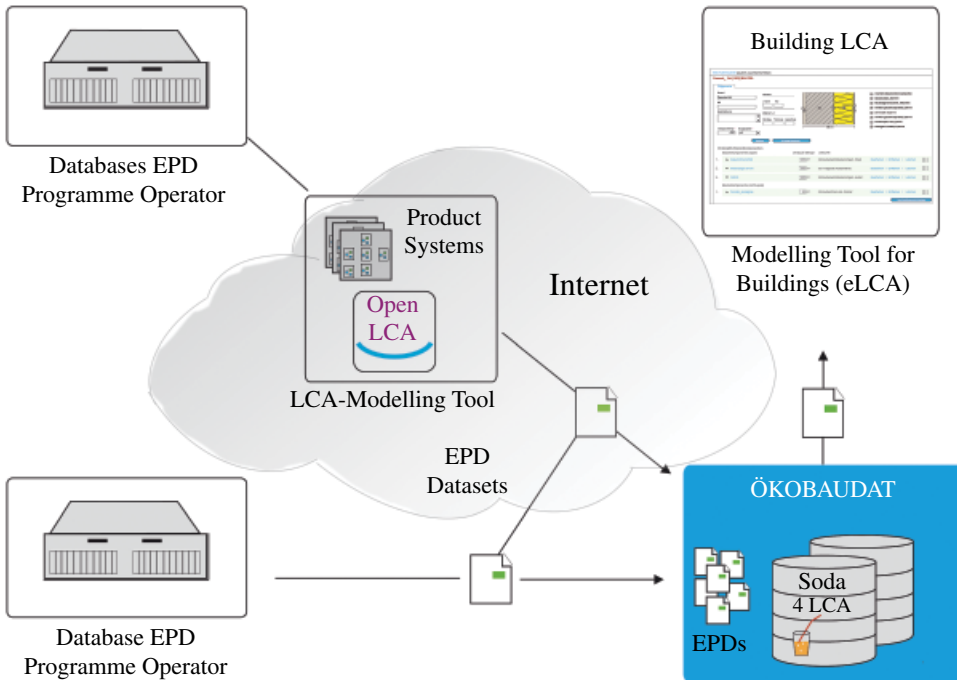 Databases EPD
Programme Operator
Product
Systems
Open
LCA
LCA-Modelling Tool
Internet
Building LCA
Modelling Tool for
Buildings (eLCA)
EPD
Datasets
Database EPD
Programme Operator
ÖKOBAUDAT
Soda
4 LCA
EPDs